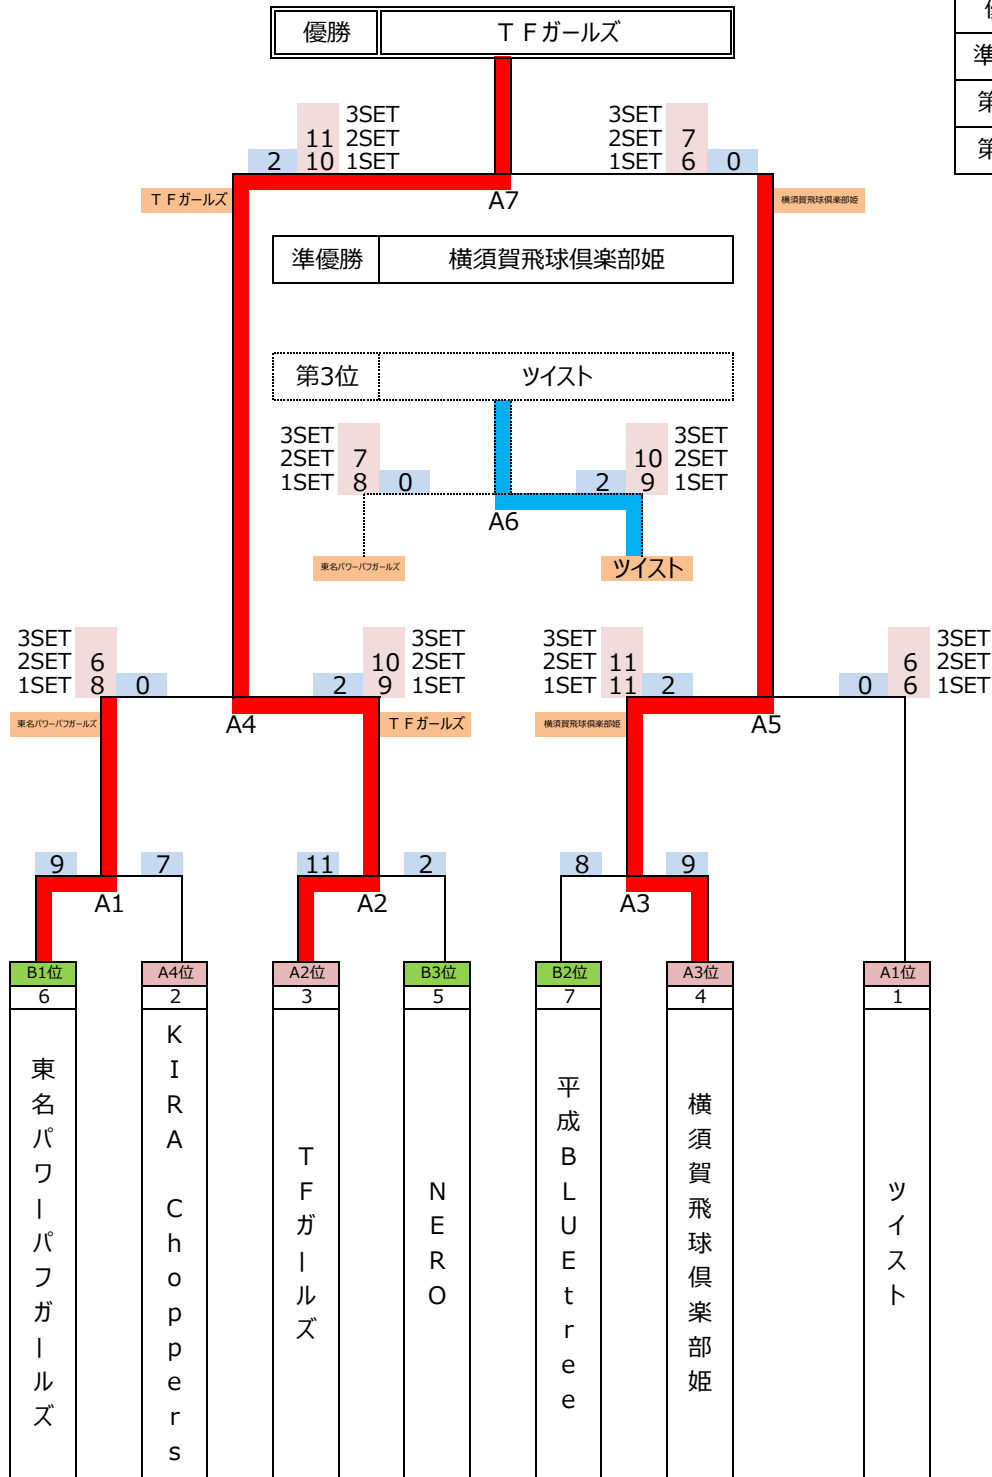 優勝 ＴＦガールズ
優
準
第
第
3SET 3SET
11 2SET 2SET 7
2 10 1SET 1SET 6 0
ＴＦガールズ 横須賀飛球倶楽部姫
A7
準優勝 横須賀飛球倶楽部姫
第3位 ツイスト
3SET 3SET
2SET 7 10 2SET
1SET 8 0 2 9 1SET
A6
東名パワーパフガールズ ツイスト
3SET 3SET 3SET 3SET
2SET 6 10 2SET 2SET 11 6 2SET
1SET 8 0 2 9 1SET 1SET 11 2 0 6 1SET
東名パワーパフガールズ A4 ＴＦガールズ 横須賀飛球倶楽部姫 A5
9 7 11 2 8 9
A1 A2 A3
B1位 A4位 A2位 B3位 B2位 A3位 A1位
6 2 3 5 7 4 1
東名パワーパフガールズ
KIRA Choppers
TFガールズ
NERO
平成BLUEtree
横須賀飛球倶楽部姫
ツイスト